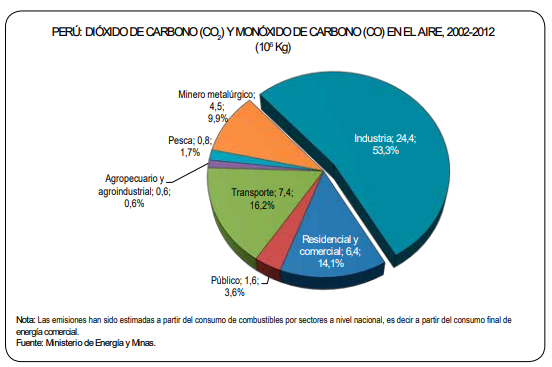 PERÚ: DIÓXIDO DE CARBONO (CO2) Y MONÓXIDO DE CARBONO (CO) EN EL AIRE, 2002-2012
(10⁶ Kg)
Minero metalúrgico;
4,5;
9,9%
Industria; 24,4;
53,3%
Pesca; 0,8;
1,7%
Agropecuario y
agroindustrial; 0,6;
0,6%
Transporte; 7,4;
16,2%
Residencial y
comercial; 6,4;
14,1%
Público; 1,6;
3,6%
Nota: Las emisiones han sido estimadas a partir del consumo de combustibles por sectores a nivel nacional, es decir a partir del consumo final de
energía comercial.
Fuente: Ministerio de Energía y Minas.